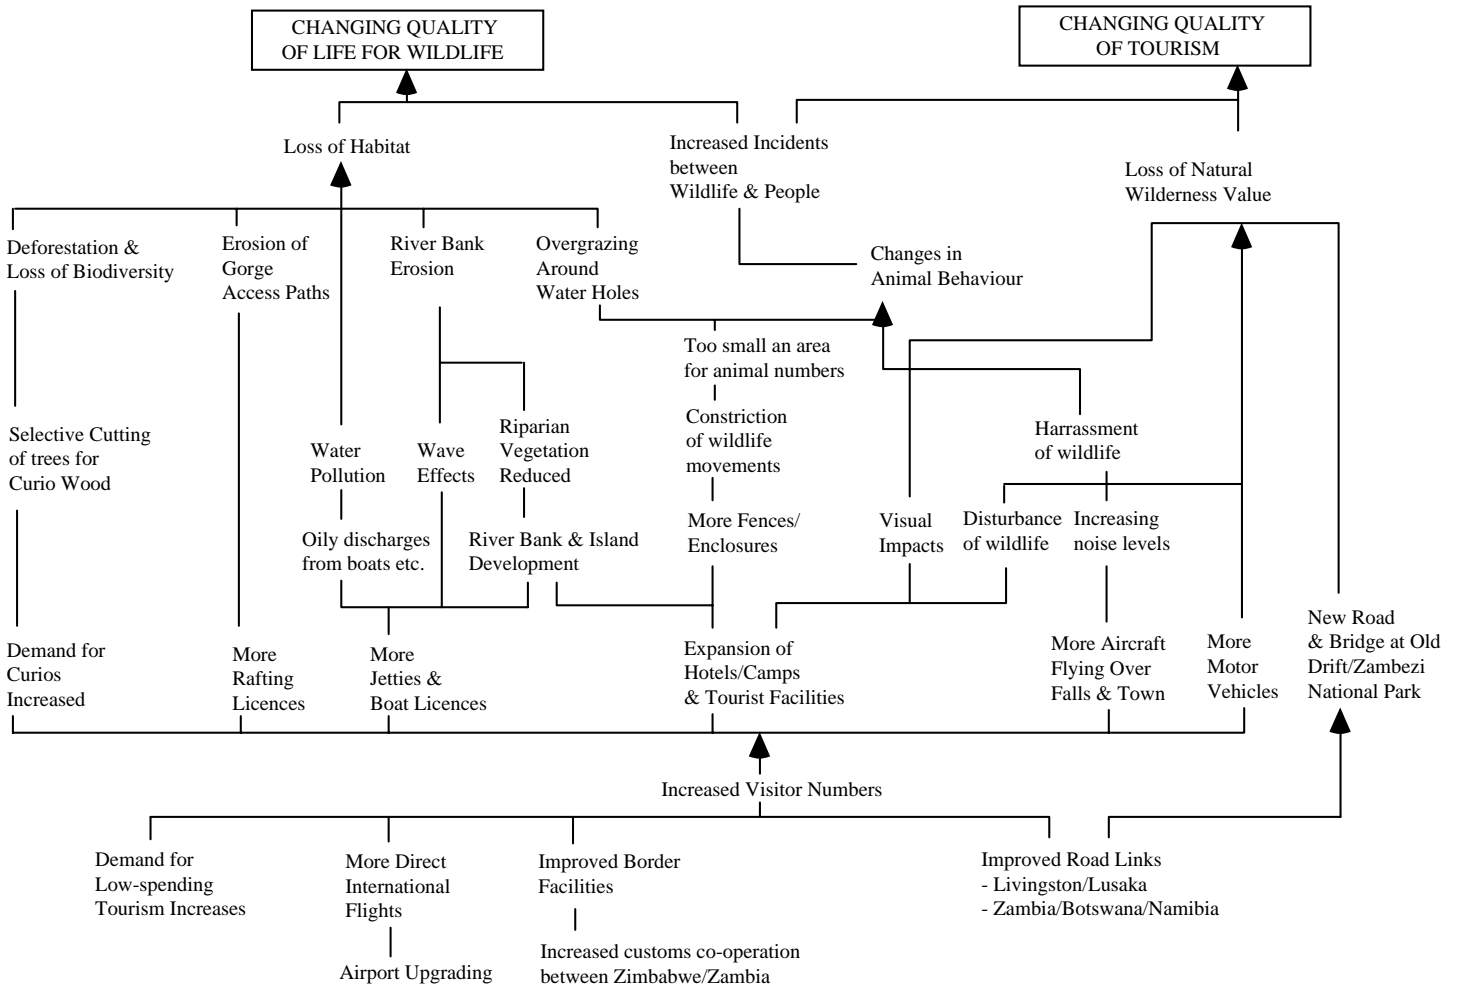 CHANGING QUALITY
OF LIFE FOR WILDLIFE
CHANGING QUALITY
OF TOURISM
Loss of Habitat
Increased Incidents
between
Wildlife & People
Loss of Natural
Wilderness Value
Deforestation &
Loss of Biodiversity
Erosion of
Gorge
Access Paths
River Bank
Erosion
Overgrazing
Around
Water Holes
Changes in
Animal Behaviour
Too small an area
for animal numbers
Selective Cutting
of trees for
Curio Wood
Water
Pollution
Wave
Effects
Riparian
Vegetation
Reduced
Constriction
of wildlife
movements
Harrassment
of wildlife
Oily discharges
from boats etc.
River Bank & Island
Development
More Fences/
Enclosures
Visual
Impacts
Disturbance
of wildlife
Increasing
noise levels
Demand for
Curios
Increased
More
Rafting
Licences
More
Jetties &
Boat Licences
Expansion of
Hotels/Camps
& Tourist Facilities
More Aircraft
Flying Over
Falls & Town
More
Motor
Vehicles
New Road
& Bridge at Old
Drift/Zambezi
National Park
Increased Visitor Numbers
Demand for
Low-spending
Tourism Increases
More Direct
International
Flights
Improved Border
Facilities
Improved Road Links
- Livingston/Lusaka
- Zambia/Botswana/Namibia
Airport Upgrading
Increased customs co-operation
between Zimbabwe/Zambia